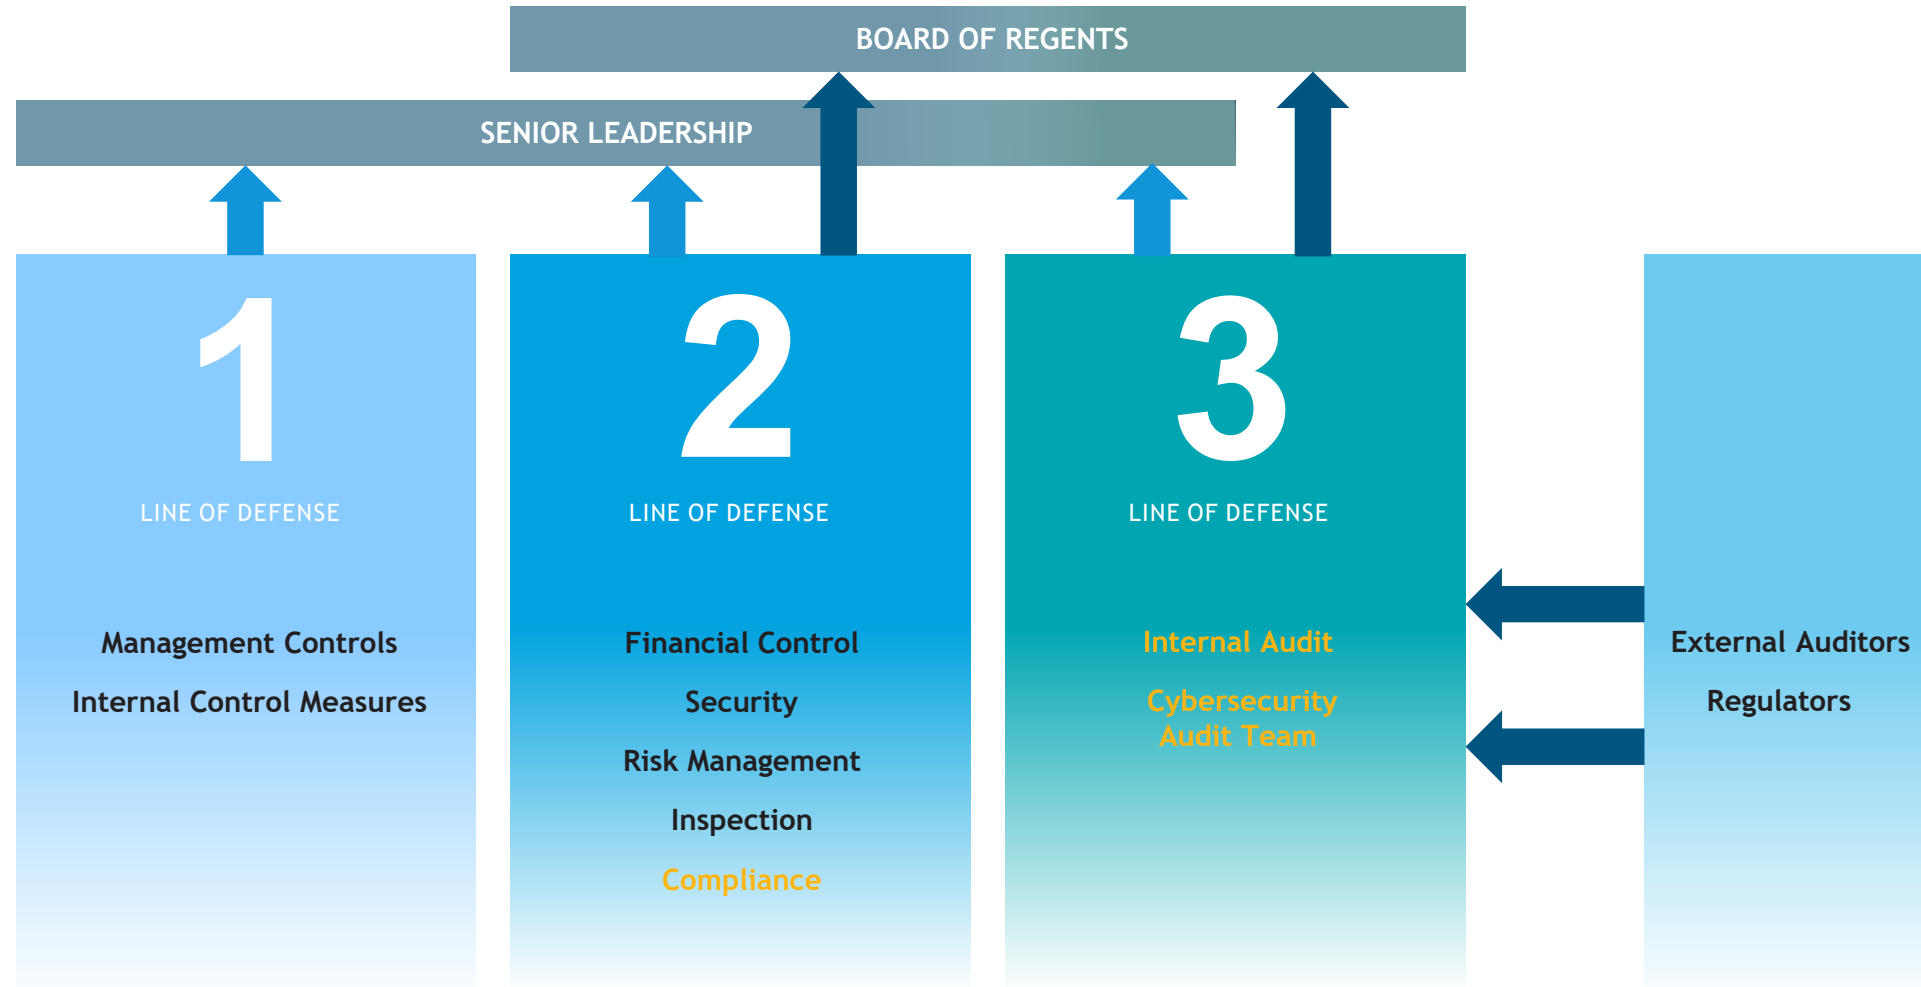 BOARD OF REGENTS
SENIOR LEADERSHIP
1
LINE OF DEFENSE
Management Controls
Internal Control Measures
2
LINE OF DEFENSE
Financial Control
Security
Risk Management
Inspection
Compliance
3
LINE OF DEFENSE
Internal Audit
Cybersecurity
Audit Team
External Auditors
Regulators